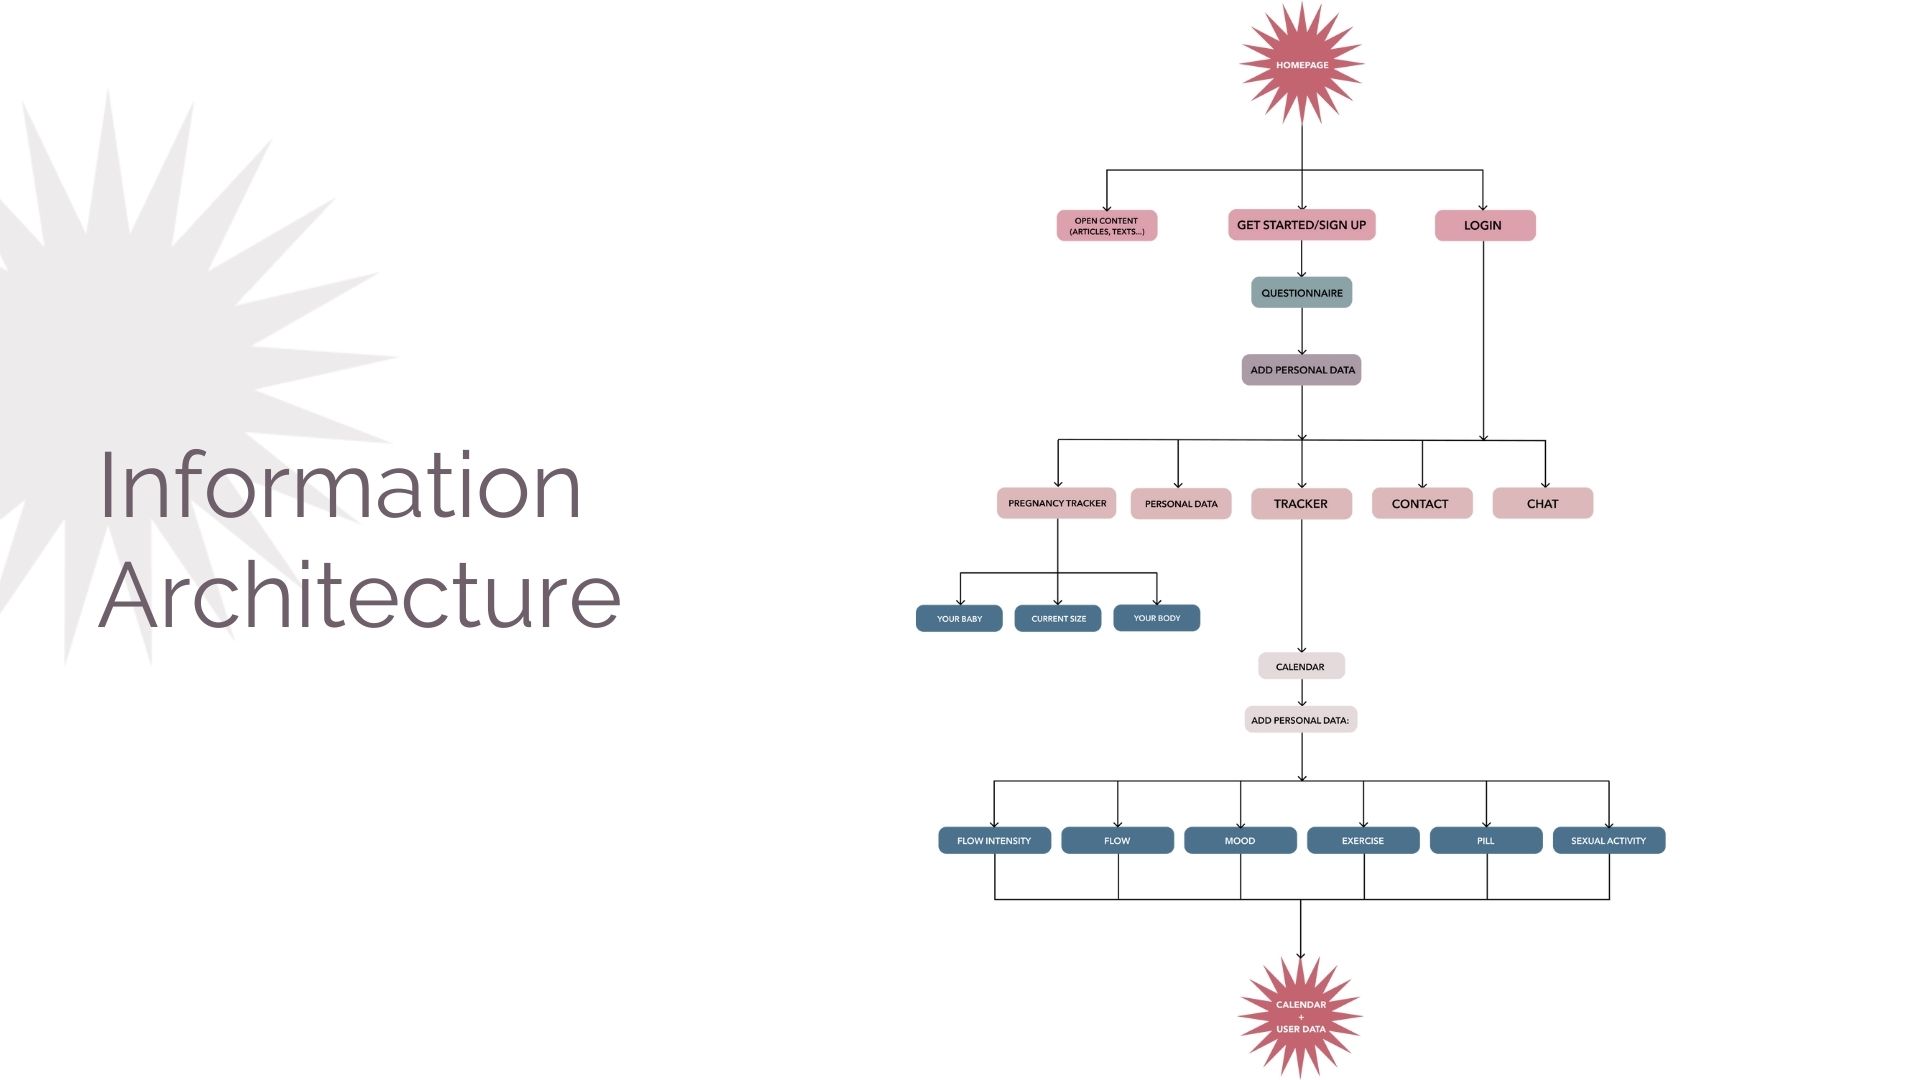 Information
Architecture
HOMEPAGE
OPEN CONTENT
(ARTICLES, TEXTS...)
GET STARTED/SIGN UP
LOGIN
QUESTIONNAIRE
ADD PERSONAL DATA
PREGNANCY TRACKER
PERSONAL DATA
TRACKER
CONTACT
CHAT
YOUR BABY
CURRENT SIZE
YOUR BODY
CALENDAR
ADD PERSONAL DATA:
FLOW INTENSITY
FLOW
MOOD
EXERCISE
PILL
SEXUAL ACTIVITY
CALENDAR
+
USER DATA